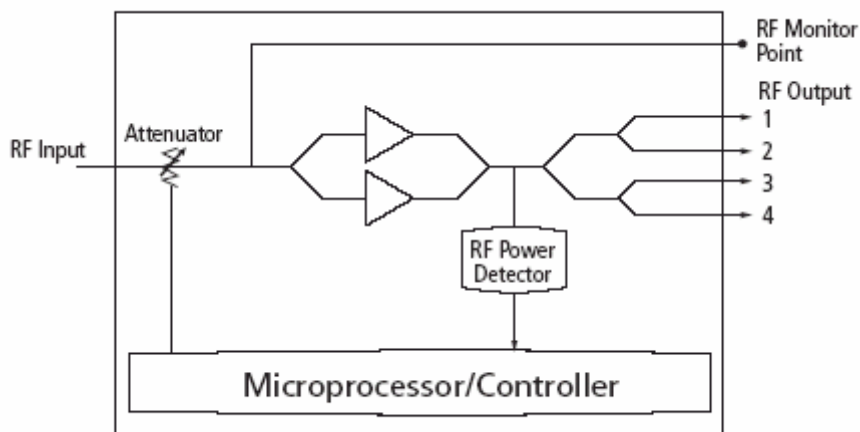 RF Monitor
Point
RF Output
1
Attenuator
RF Input
2
3
4
RF Power
Detector
Microprocessor/Controller